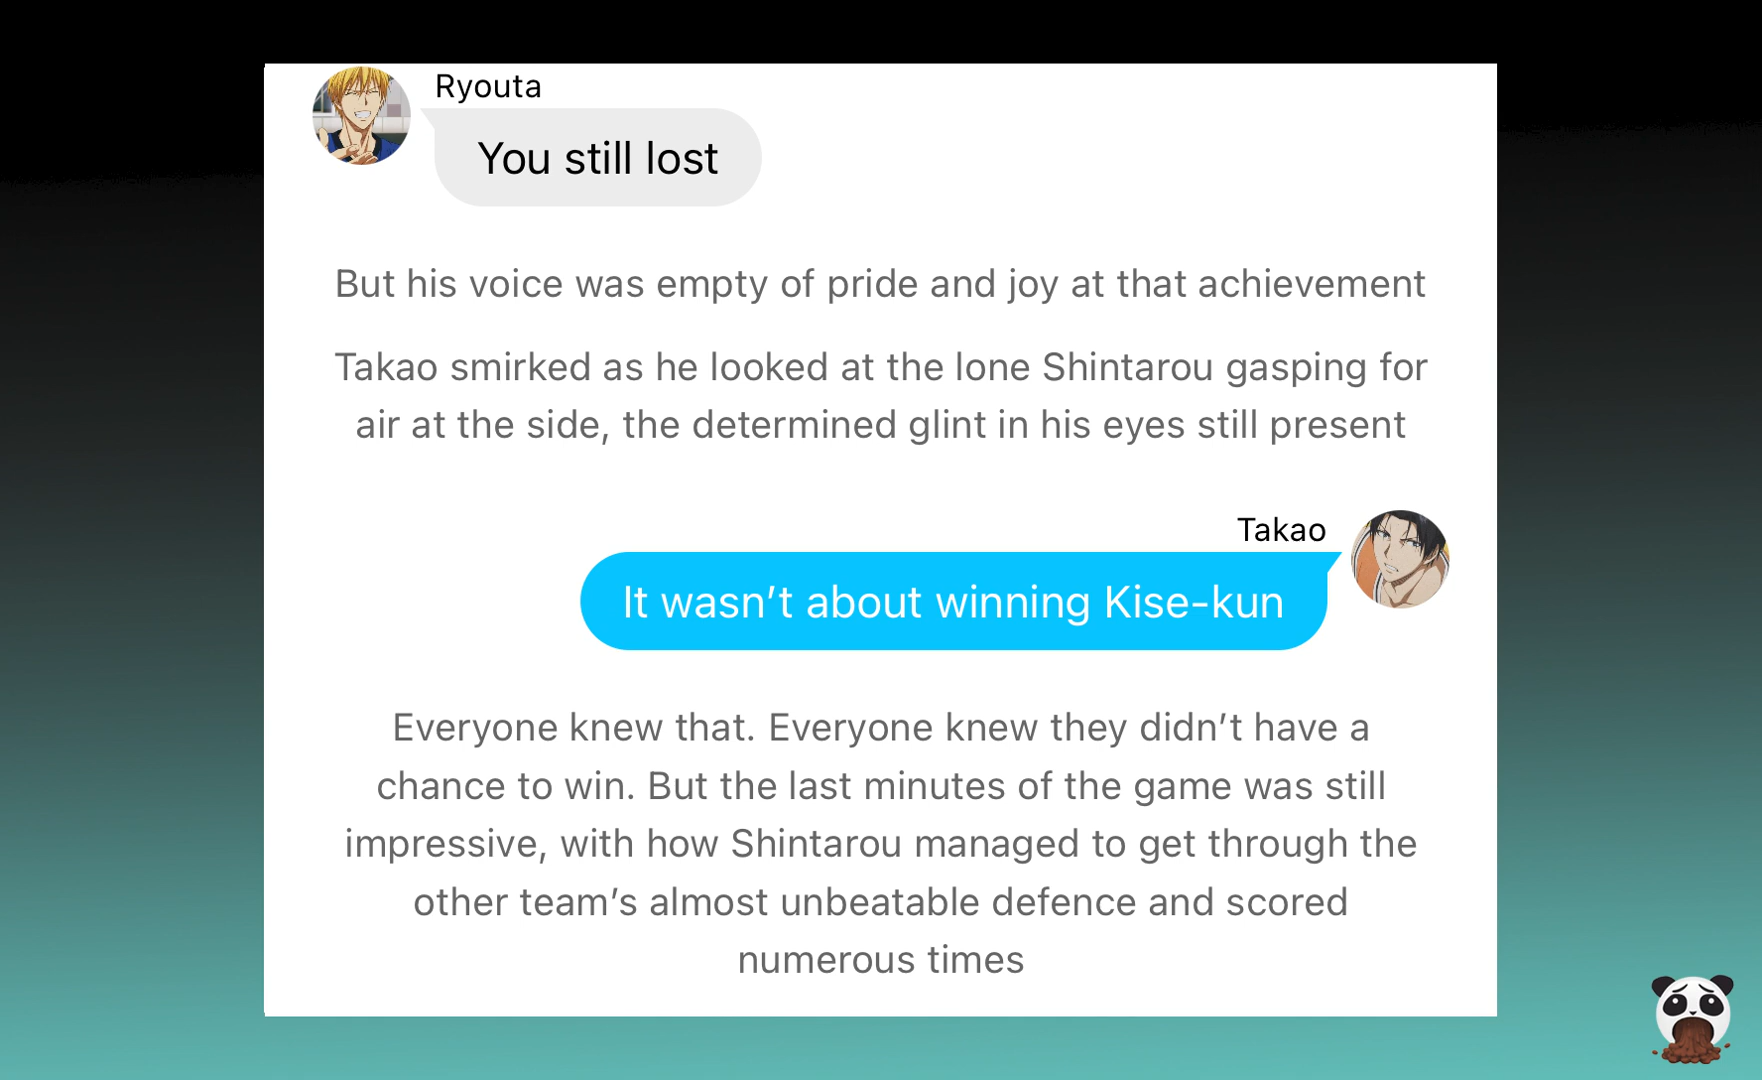 Ryouta
You still lost
But his voice was empty of pride and joy at that achievement
Takao smirked as he looked at the lone Shintarou gasping for
air at the side, the determined glint in his eyes still present
Takao
It wasn’t about winning Kise-kun
Everyone knew that. Everyone knew they didn’t have a
chance to win. But the last minutes of the game was still
impressive, with how Shintarou managed to get through the
other team’s almost unbeatable defence and scored
numerous times